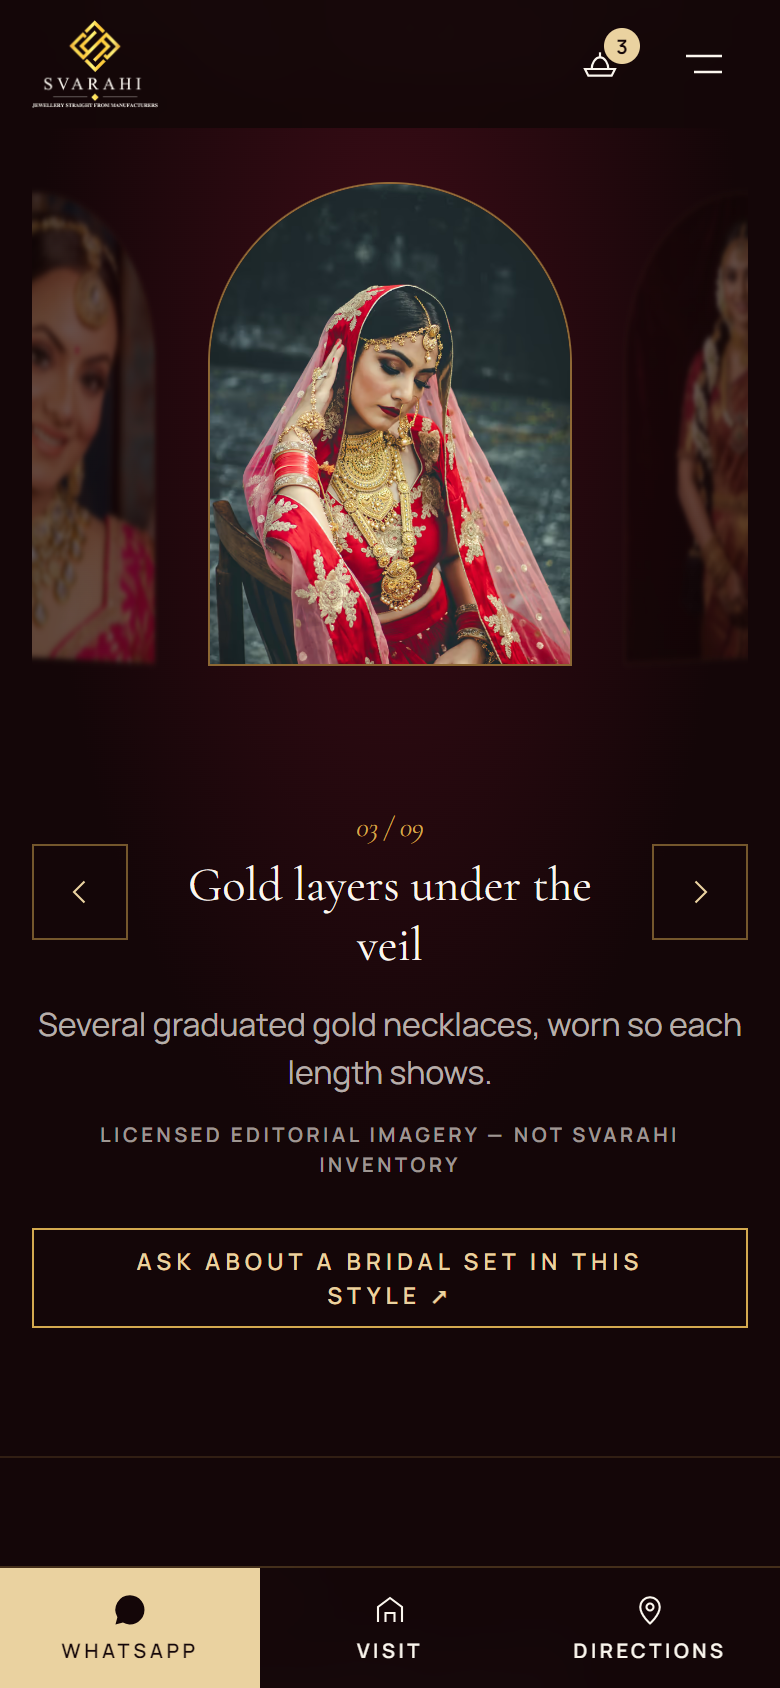 SVARAHI
JEWELLERY STRAIGHT FROM MANUFACTURERS
3
03 / 09
Gold layers under the
veil
Several graduated gold necklaces, worn so each
length shows.
LICENSED EDITORIAL IMAGERY — NOT SVARAHI
INVENTORY
ASK ABOUT A BRIDAL SET IN THIS
STYLE ↗
WHATSAPP
VISIT
DIRECTIONS